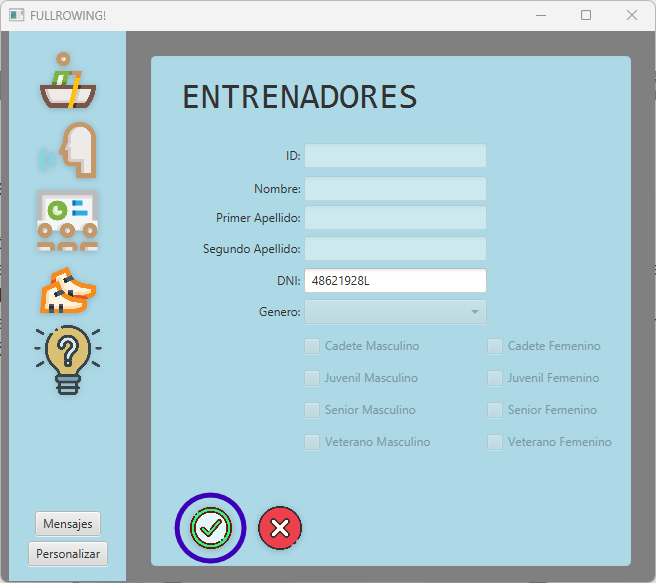 FULLROWING!
ENTRENADORES
ID:
Nombre:
Primer Apellido:
Segundo Apellido:
DNI: 48621928L
Genero:
Cadete Masculino Cadete Femenino
Juvenil Masculino Juvenil Femenino
Senior Masculino Senior Femenino
Veterano Masculino Veterano Femenino
Mensajes
Personalizar